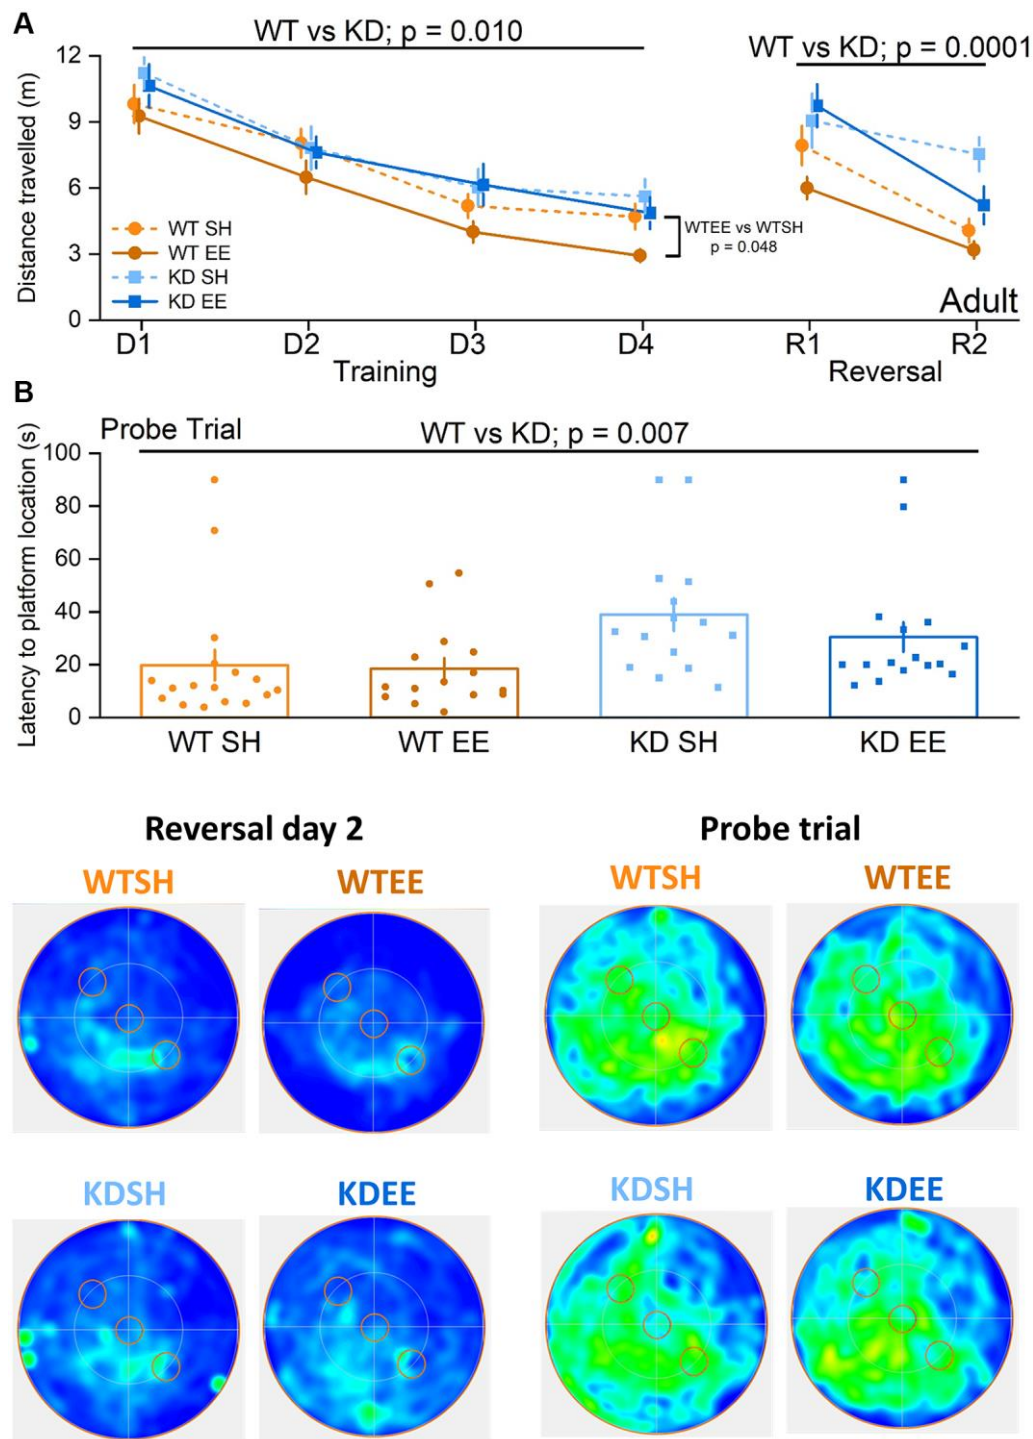 A
WT vs KD; p = 0.010
WT vs KD; p = 0.0001
Distance travelled (m)
12
9
6
3
0
WT SH
WT EE
KD SH
KD EE
WTEE vs WTSH
p = 0.048
Adult
D1 D2 D3 D4 R1 R2
Training Reversal
B
Probe Trial
WT vs KD; p = 0.007
Latency to platform location (s)
100
80
60
40
20
0
WT SH WT EE KD SH KD EE
Reversal day 2 Probe trial
WTSH WTEE WTSH WTEE
KDSH KDEE KDSH KDEE